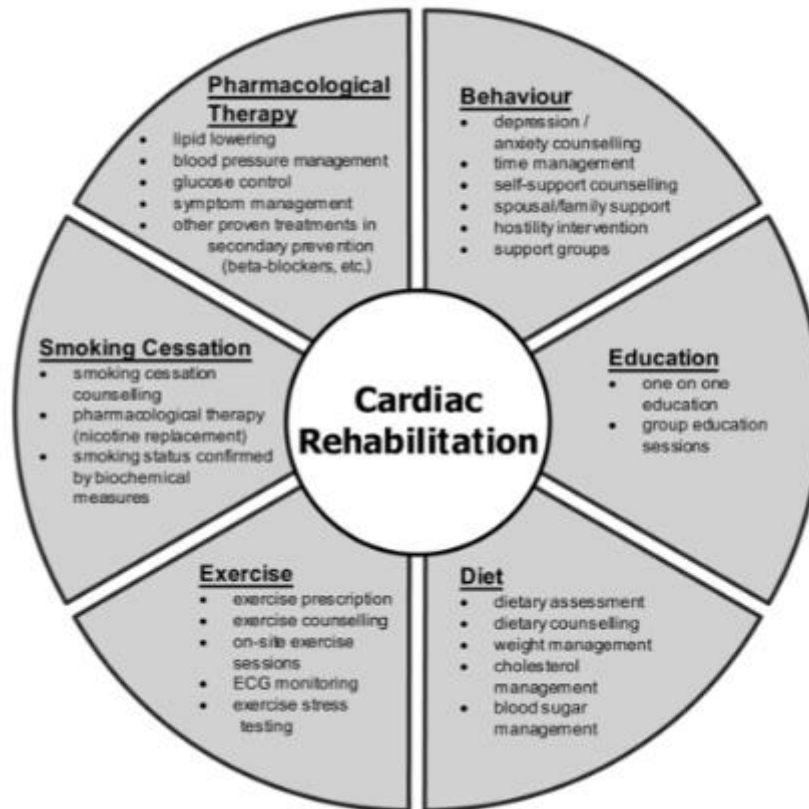 Pharmacological
Therapy
• lipid lowering
• blood pressure management
• glucose control
• symptom management
• other proven treatments in
secondary prevention
(beta-blockers, etc.)
Behaviour
• depression /
anxiety counselling
• time management
• self-support counselling
• spousal/family support
• hostility intervention
• support groups
Smoking Cessation
• smoking cessation
counselling
• pharmacological therapy
(nicotine replacement)
• smoking status confirmed
by biochemical
measures
Cardiac
Rehabilitation
Education
• one on one
education
• group education
sessions
Exercise
• exercise prescription
• exercise counselling
• on-site exercise
sessions
• ECG monitoring
• exercise stress
testing
Diet
• dietary assessment
• dietary counselling
• weight management
• cholesterol
management
• blood sugar
management